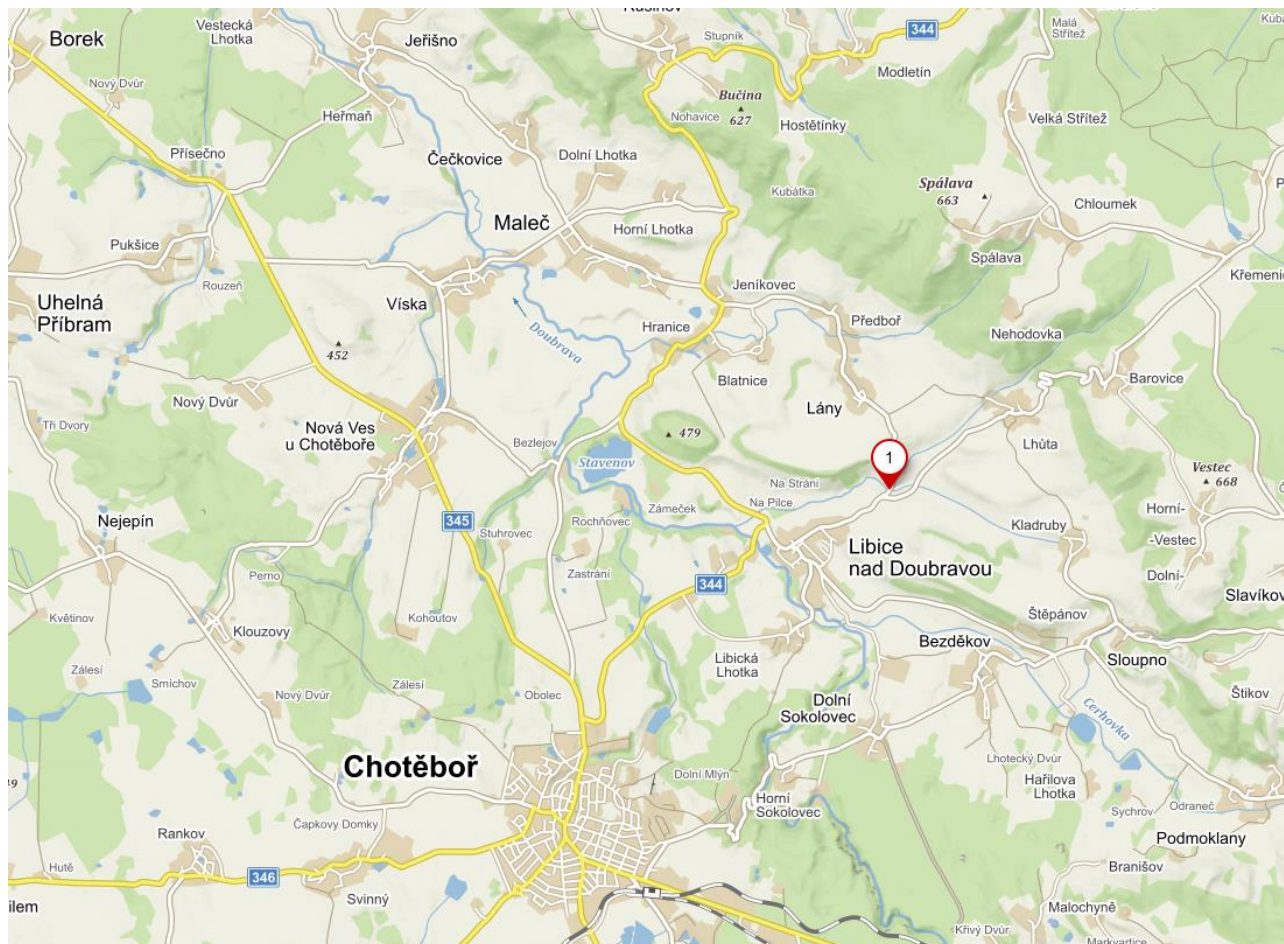 Borek
Vestecká
Lhotka
Jeřišno
Stupník
344
Modletín
Malá
Střítež
Nový Dvůr
Heřmaň
Bučina
627
Nohavice
Hostětínky
Velká Střítež
Přísečno
Čečkovice
Dolní Lhotka
Kubátka
Spálava
663
Chloumek
Maleč
Horní Lhotka
Pukšice
Spálava
Rouzeň
Víska
Jeníkovec
Uhelná
Příbram
Doubrava
Hranice
Předboř
Nehodovka
452
Blatnice
Barovice
Nový Dvůr
Lány
Tři Dvory
Nová Ves
u Chotěboře
Bezlejov
479
Lhůta
Stavenov
1
Na Strání
Vestec
668
Na Pilce
Zámeček
Horní-
-Vestec
Dolní-
Nejepín
345
Stuhrovec
Rochňovec
Kladruby
Libice
nad Doubravou
Perno
Zastrání
344
Slavíkov
Květinov
Klouzovy
Kohoutov
Štěpánov
Bezděkov
Libická
Lhotka
Sloupno
Zálesí
Smíchov
Nový Dvůr
Zálesí
Obolec
Dolní
Sokolovec
Cerhovka
Štikov
Chotěboř
Dolní Mlýn
Lhotecký Dvůr
Hařilova
Lhotka
Horní
Sokolovec
Sychrov
Odraneč
Čapkovy Domky
Rankov
Podmoklany
Hutě
346
Svinný
Branišov
Malochyně
Křivý Dvůr
Markvartice